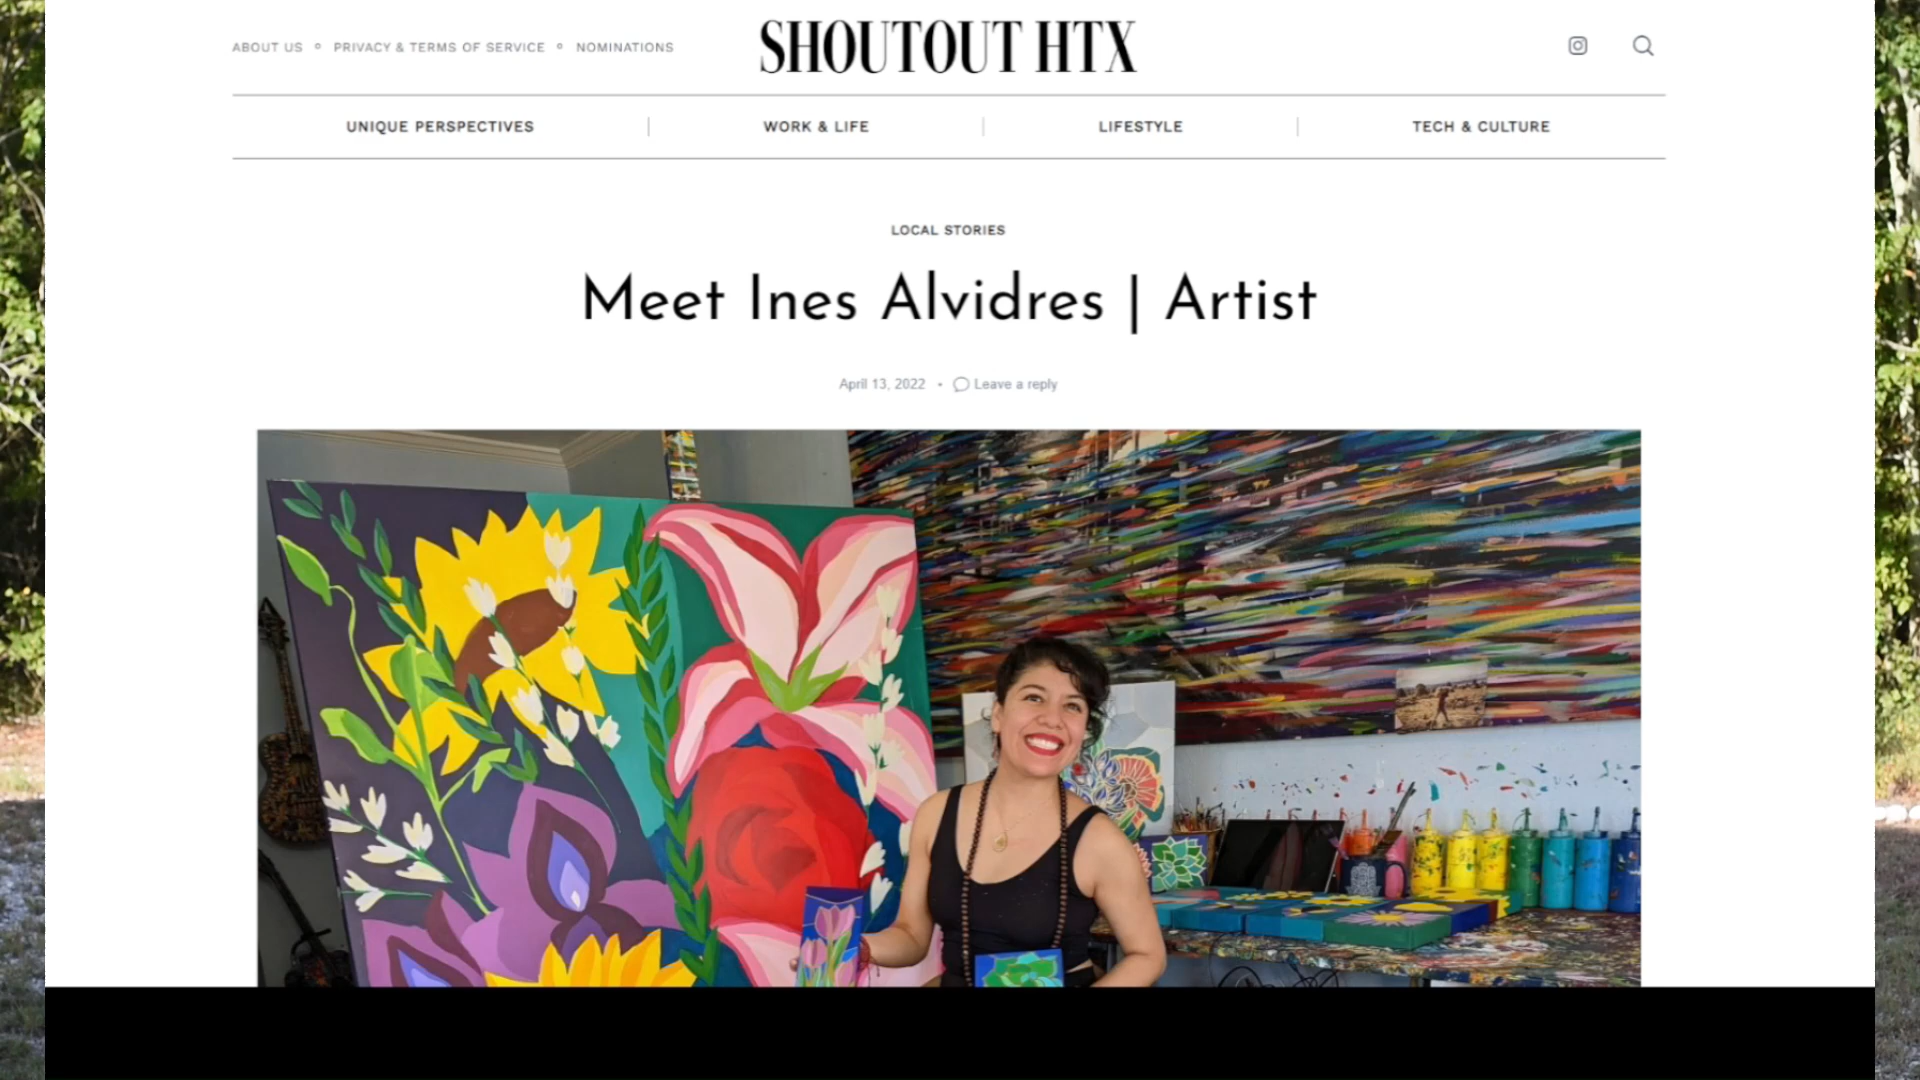 ABOUT US
PRIVACY & TERMS OF SERVICE
NOMINATIONS
SHOUTOUT HTX
UNIQUE PERSPECTIVES
WORK & LIFE
LIFESTYLE
TECH & CULTURE
LOCAL STORIES
Meet Ines Alvidres | Artist
April 13, 2022 • Leave a reply